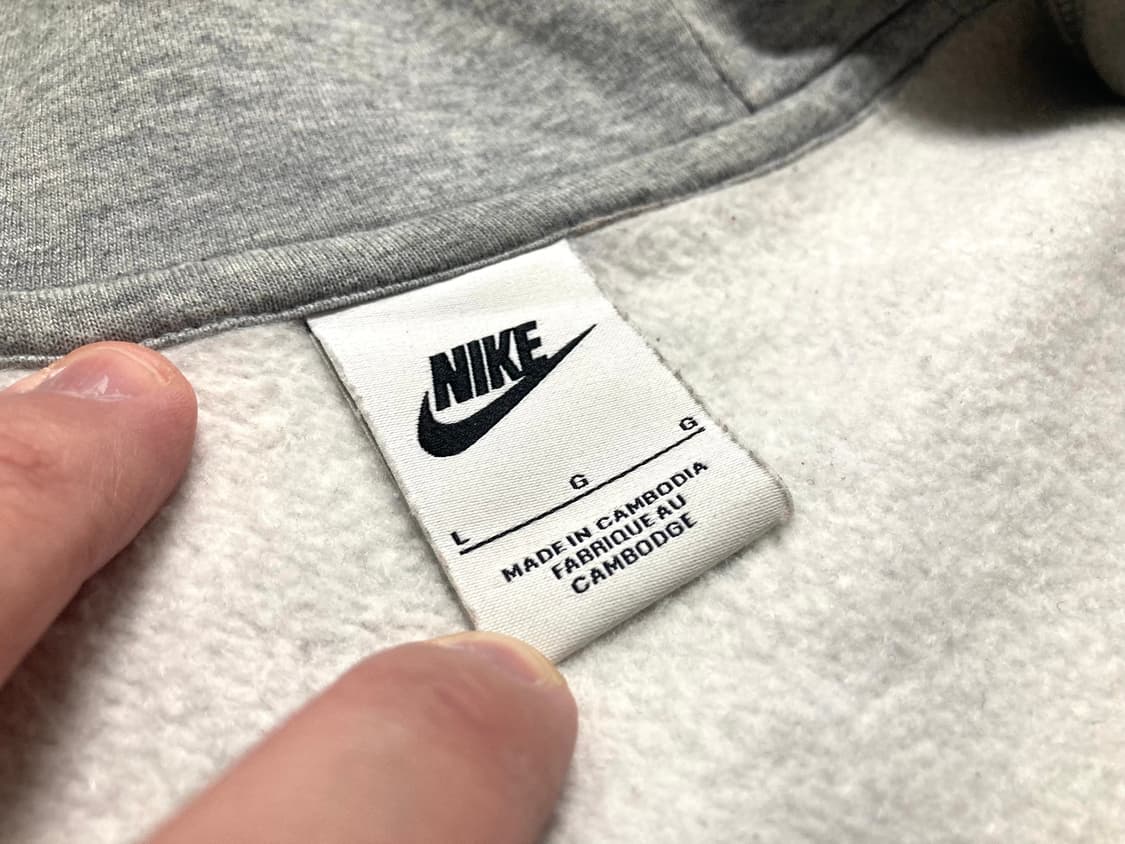 NIKE
L G G
MADE IN CAMBODIA
FABRIQUE AU
CAMBODGE